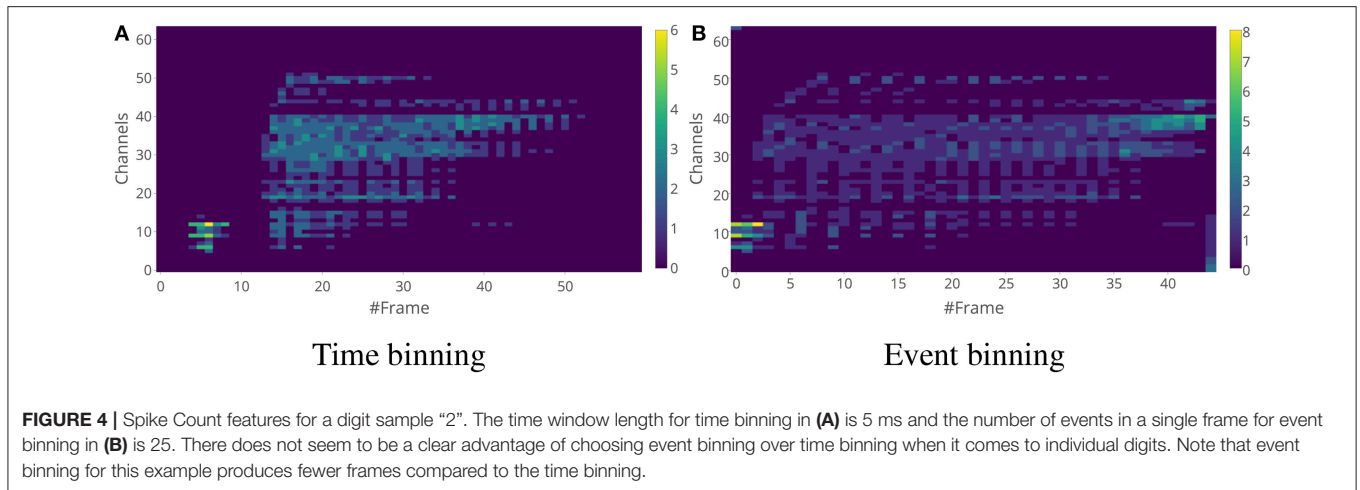 A
60
50
40
30
20
10
0
Channels
0 10 20 30 40 50
#Frame
6
5
4
3
2
1
0
Time binning
B
60
50
40
30
20
10
0
Channels
0 5 10 15 20 25 30 35 40
#Frame
8
7
6
5
4
3
2
1
0
Event binning
FIGURE 4 | Spike Count features for a digit sample “2”. The time window length for time binning in (A) is 5 ms and the number of events in a single frame for event
binning in (B) is 25. There does not seem to be a clear advantage of choosing event binning over time binning when it comes to individual digits. Note that event
binning for this example produces fewer frames compared to the time binning.